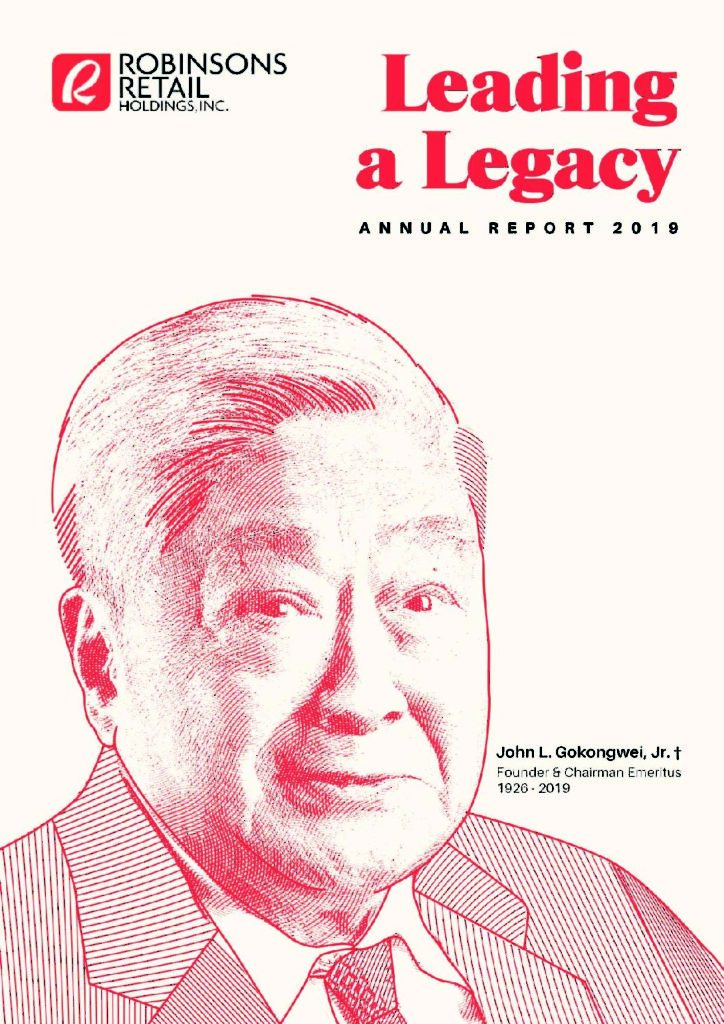 R
ROBINSONS
RETAIL
HOLDINGS, INC.
Leading
a Legacy
ANNUAL REPORT 2019
John L. Gokongwei, Jr. †
Founder & Chairman Emeritus
1926 - 2019